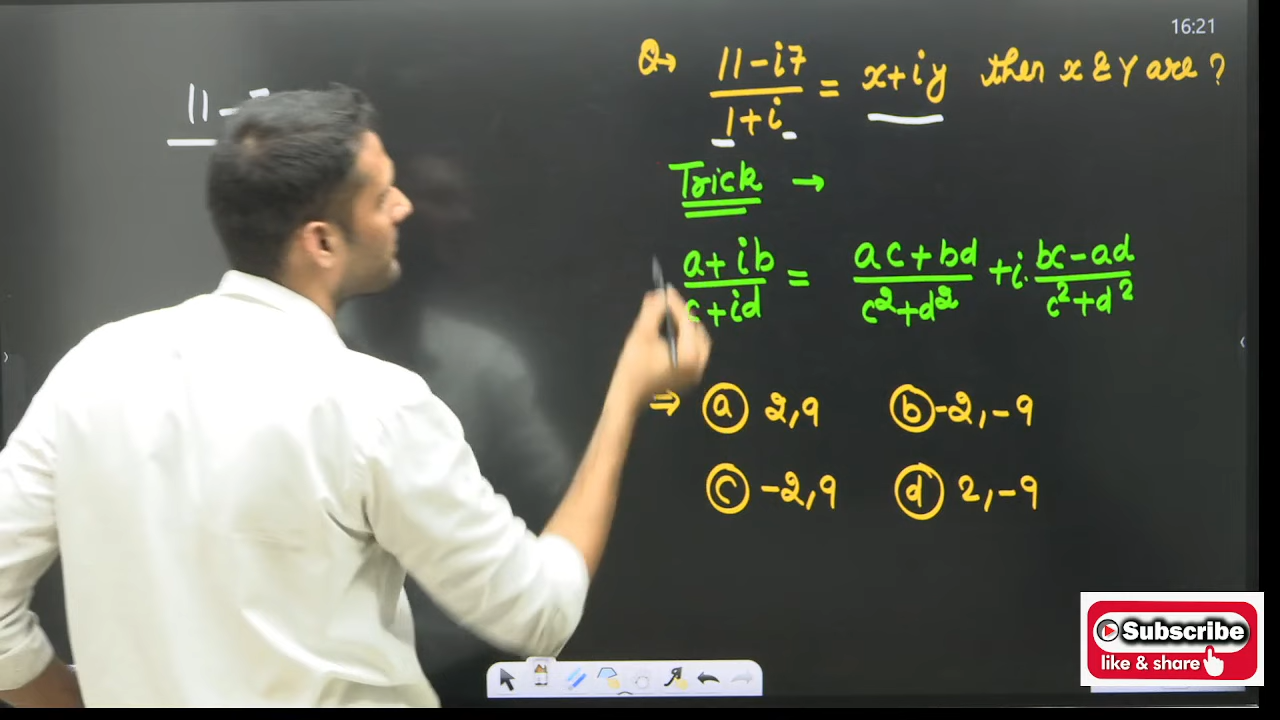 16:21
Q→ 11-i7/1+i = x+iy then x & y are ?
11 -
Trick →
a+ib/c+id = ac+bd/c²+d² + i. bc-ad/c²+d²
⇒ ⓐ 2,9 ⓑ -2,-9
ⓒ -2,9 ⓓ 2,-9
Subscribe
like & share